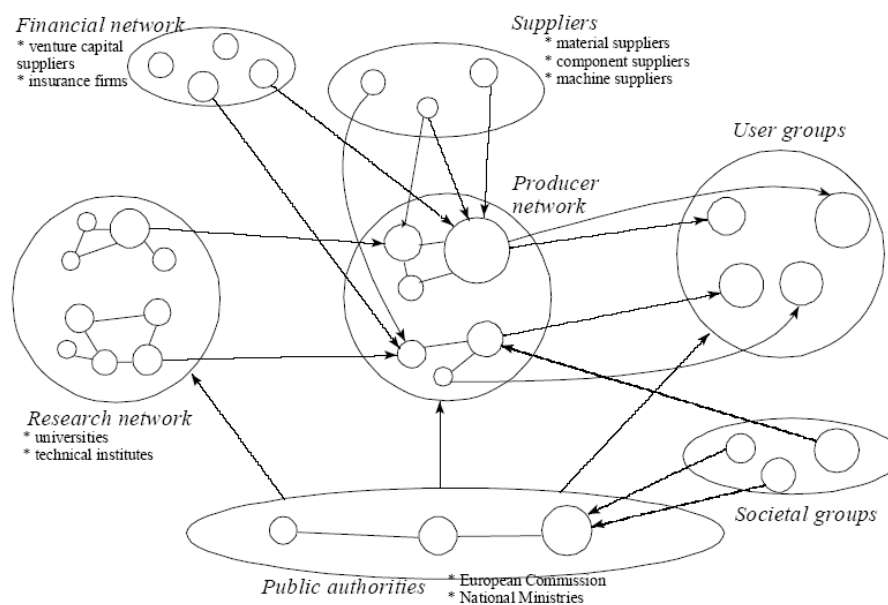 Financial network
* venture capital
suppliers
* insurance firms
Suppliers
* material suppliers
* component suppliers
* machine suppliers
User groups
Producer
network
Research network
* universities
* technical institutes
Societal groups
Public authorities
* European Commission
* National Ministries